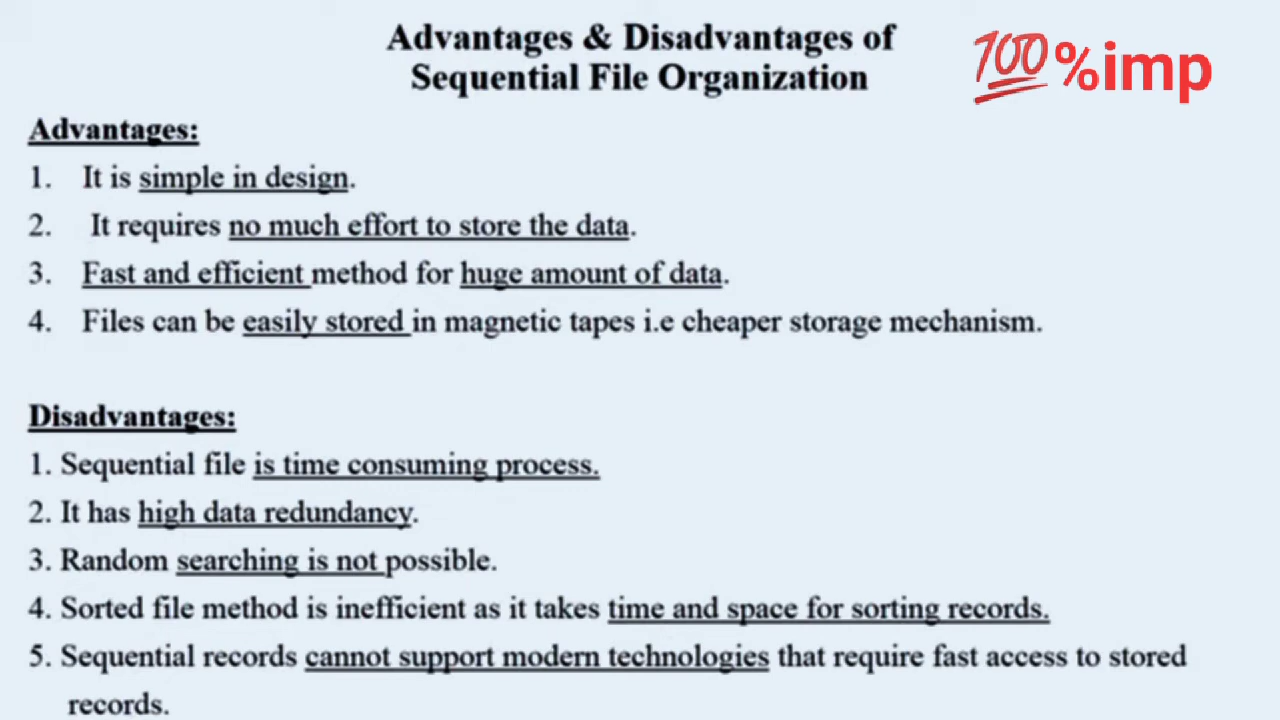 Advantages & Disadvantages of
Sequential File Organization
💯%imp
Advantages:
1. It is simple in design.
2. It requires no much effort to store the data.
3. Fast and efficient method for huge amount of data.
4. Files can be easily stored in magnetic tapes i.e cheaper storage mechanism.
Disadvantages:
1. Sequential file is time consuming process.
2. It has high data redundancy.
3. Random searching is not possible.
4. Sorted file method is inefficient as it takes time and space for sorting records.
5. Sequential records cannot support modern technologies that require fast access to stored
records.